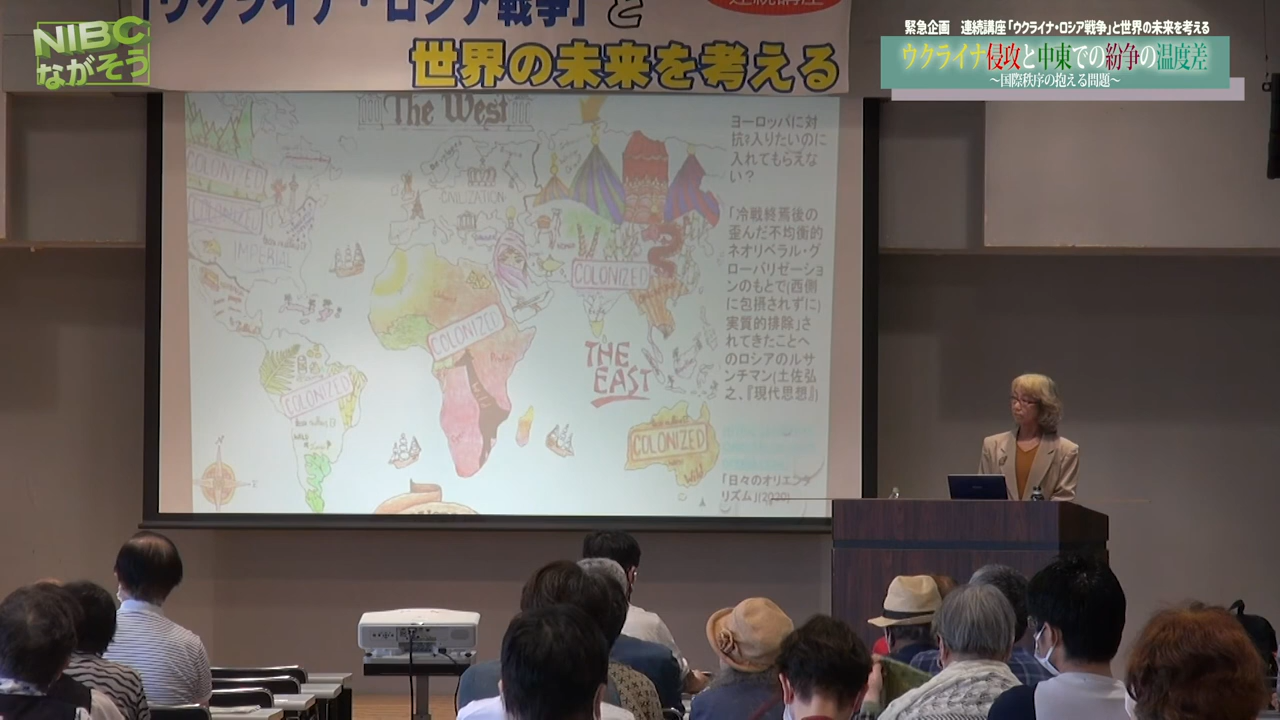 「ウクライナ・ロシア戦争」と
世界の未来を考える
NIBC
ながそう
緊急企画 連続講座「ウクライナ・ロシア戦争」と世界の未来を考える
ウクライナ侵攻と中東での紛争の温度差
～国際秩序の抱える問題～
The West
COLONIZED
COLONIZED
IMPERIAL
CIVILIZATION
COLONIZED
COLONIZED
COLONIZED
THE
EAST
COLONIZED
N
E
ヨーロッパに対
抗?入りたいのに
入れてもらえな
い?
「冷戦終焉後の
歪んだ不均衡的
ネオリベラル・グ
ローバリゼーショ
ンのもとで(西側
に包摂されずに)
実質的排除」さ
れてきたことへ
のロシアのルサ
ンチマン(土佐弘
之、『現代思想』)
「日々のオリエンタ
リズム」(2020)